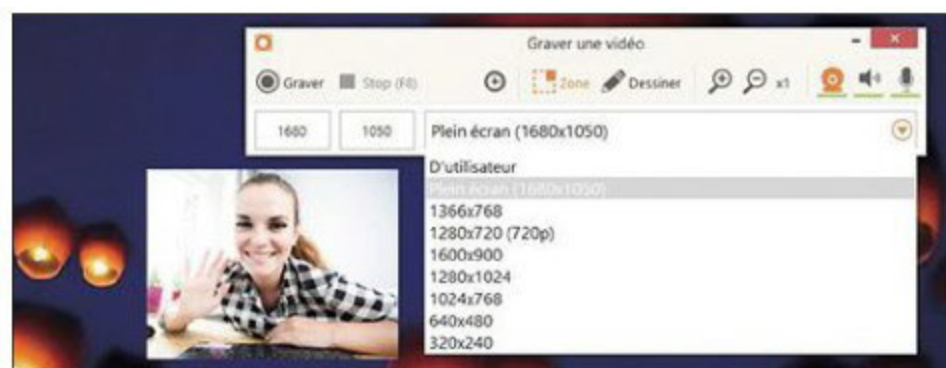 Graver une vidéo
Graver Stop (F8) Zone Dessiner x1
1680 1050 Plein écran (1680x1050)
D'utilisateur
Plein écran (1680x1050)
1366x768
1280x720 (720p)
1600x900
1280x1024
1024x768
640x480
320x240